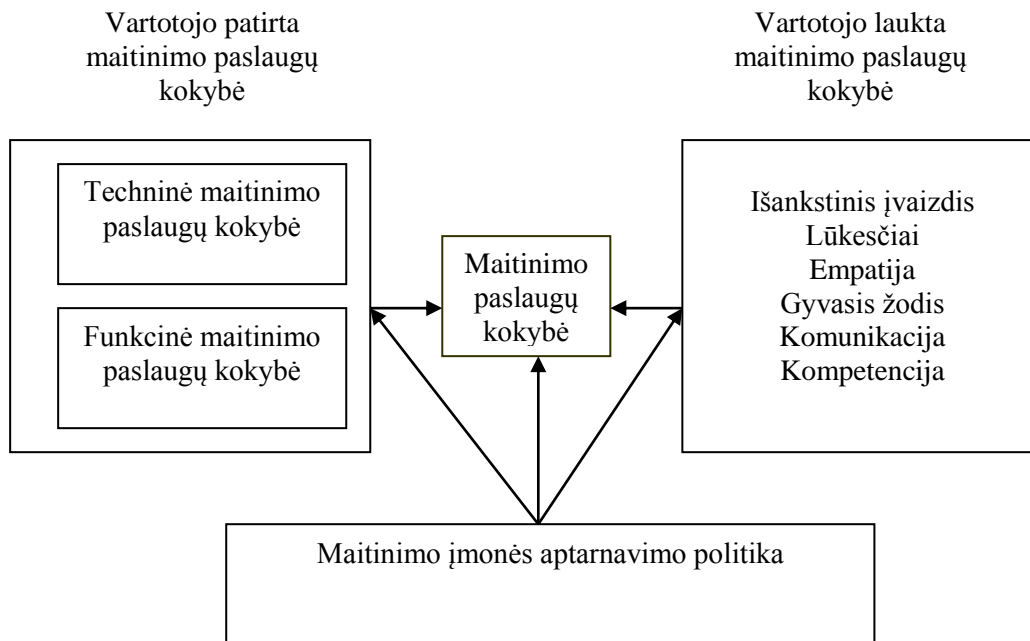 Vartotojo patirta
maitinimo paslaugų
kokybė
Vartotojo laukta
maitinimo paslaugų
kokybė
Techninė maitinimo
paslaugų kokybė
Funkcinė maitinimo
paslaugų kokybė
Maitinimo
paslaugų
kokybė
Išankstinis įvaizdis
Lūkesčiai
Empatija
Gyvasis žodis
Komunikacija
Kompetencija
Maitinimo įmonės aptarnavimo politika